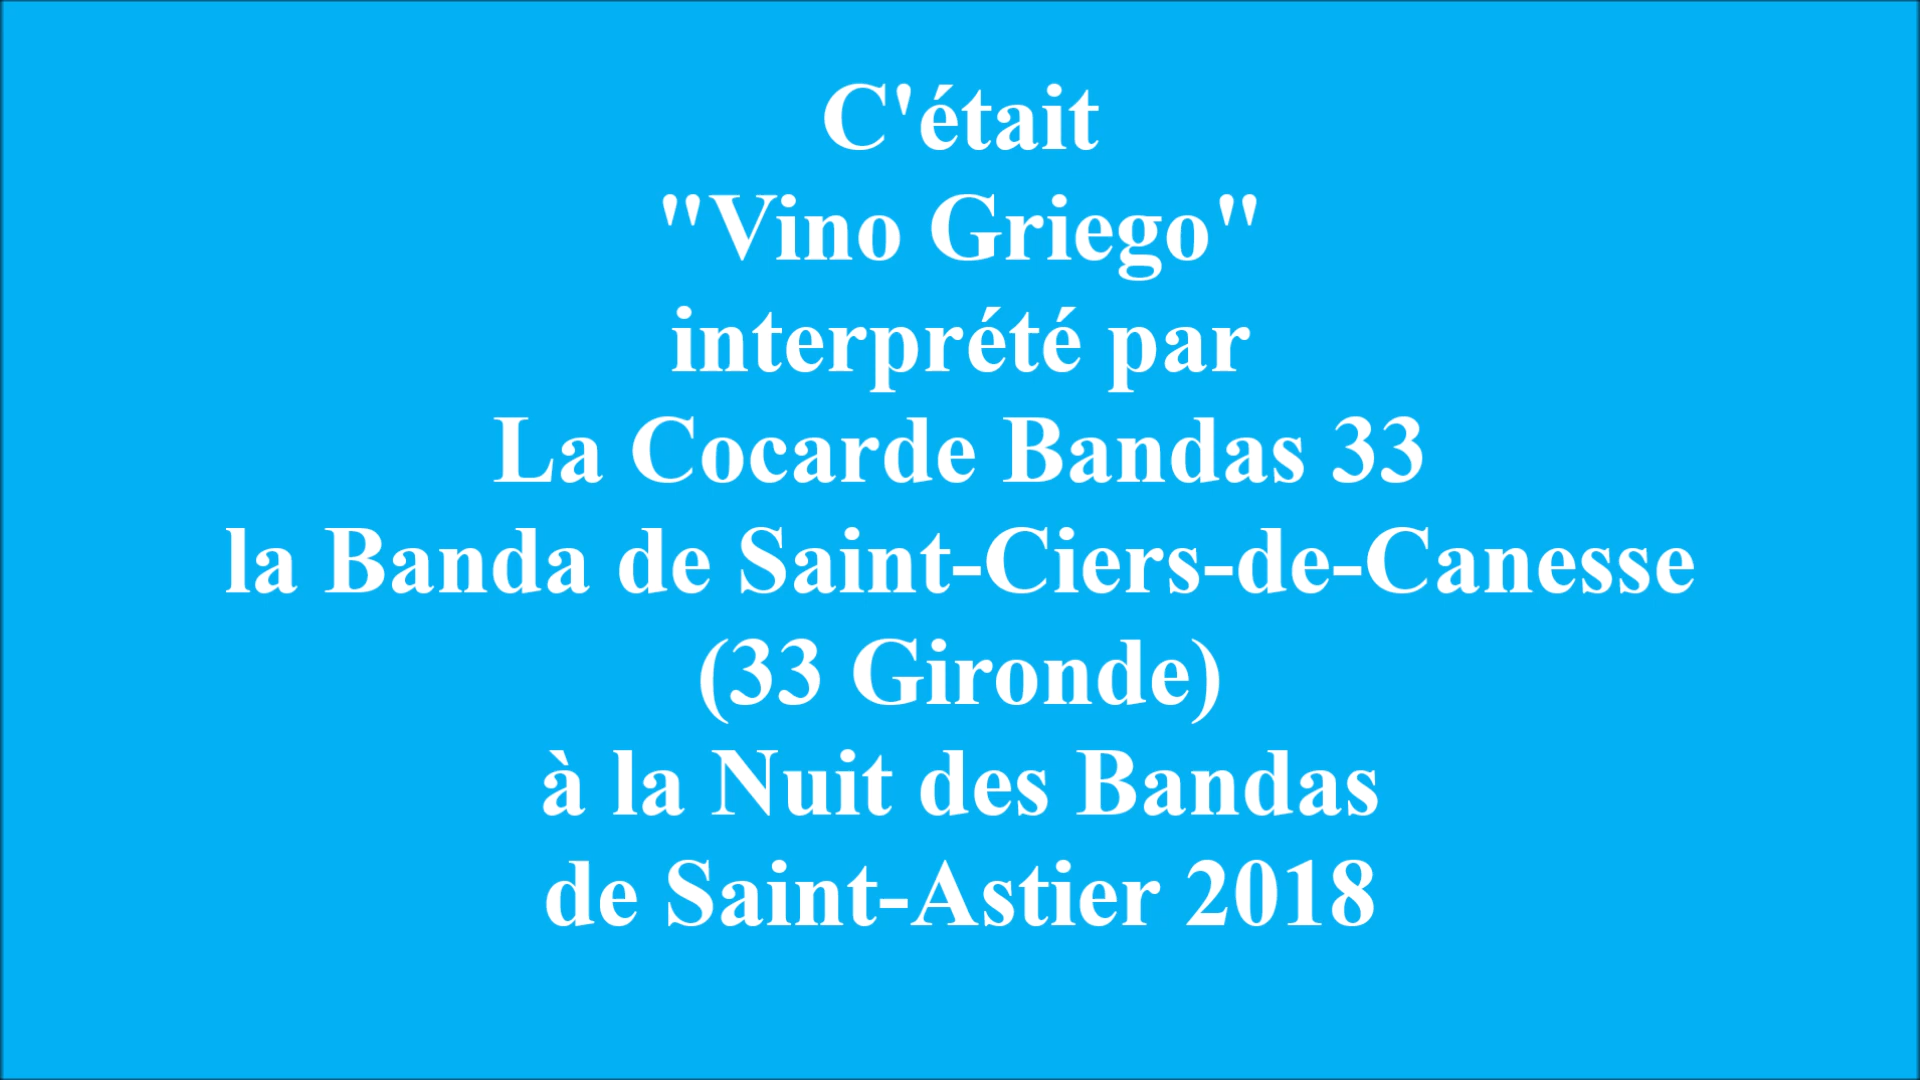 C'était
"Vino Griego"
interprété par
La Cocarde Bandas 33
la Banda de Saint-Ciers-de-Canesse
(33 Gironde)
à la Nuit des Bandas
de Saint-Astier 2018